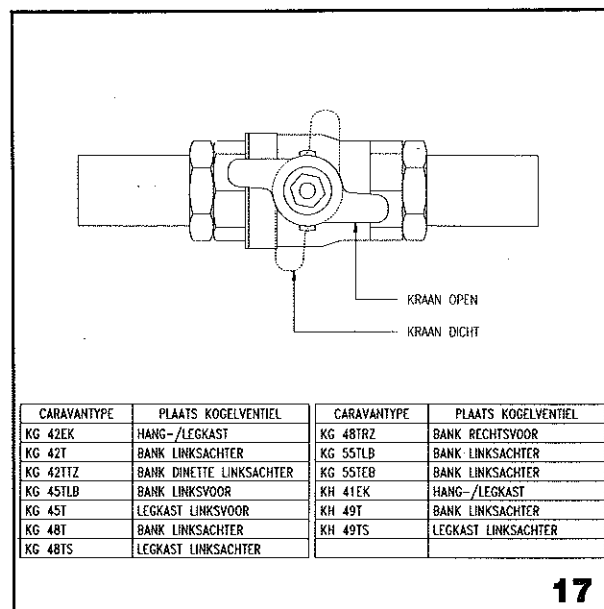 KRAAN OPEN
KRAAN DICHT
CARAVANTYPE PLAATS KOGELVENTIEL
KG 42EK HANG-/LEGKAST
KG 42T BANK LINKSACHTER
KG 42TTZ BANK DINETTE LINKSACHTER
KG 45TLB BANK LINKSVOOR
KG 45T LEGKAST LINKSVOOR
KG 48T BANK LINKSACHTER
KG 48TS LEGKAST LINKSACHTER
CARAVANTYPE PLAATS KOGELVENTIEL
KG 48TRZ BANK RECHTSVOOR
KG 55TLB BANK LINKSACHTER
KG 55TEB BANK LINKSACHTER
KH 41EK HANG-/LEGKAST
KH 49T BANK LINKSACHTER
KH 49TS LEGKAST LINKSACHTER
17